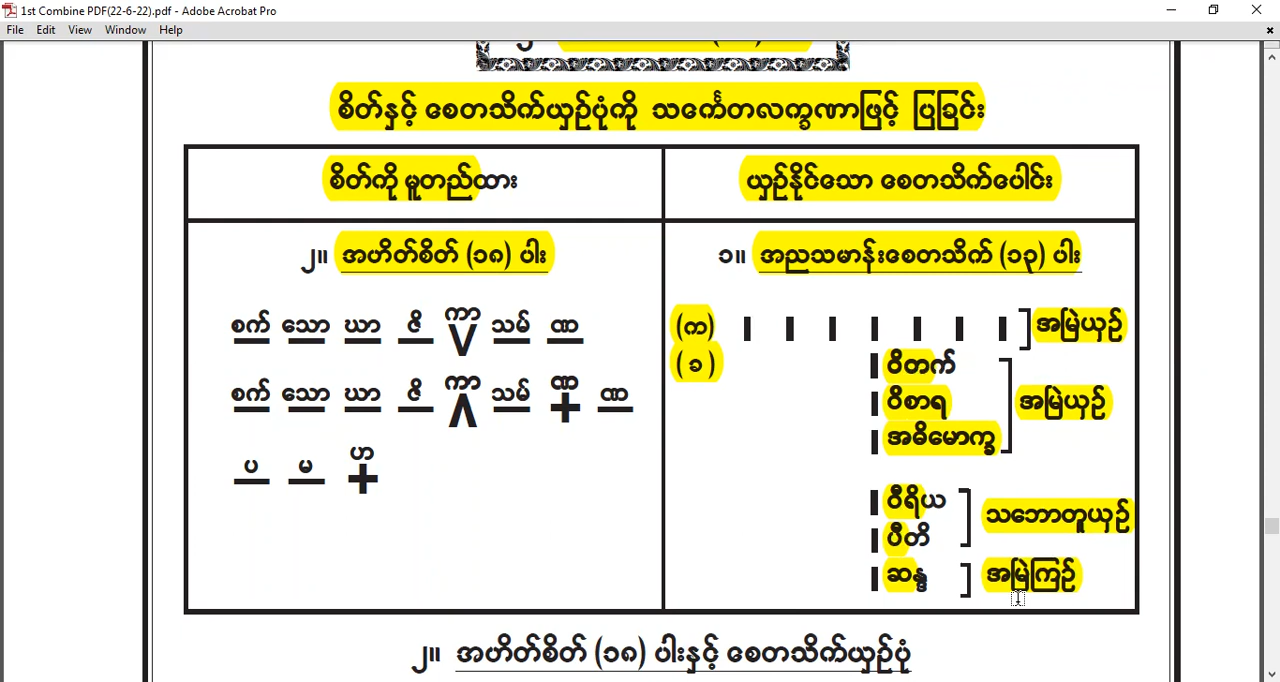 1st Combine PDF(22-6-22).pdf - Adobe Acrobat Pro
File Edit View Window Help
စိတ်နှင့် စေတသိက်ယှဉ်ပုံကို သင်္ကေတလက္ခဏာဖြင့် ပြခြင်း
စိတ်ကို မူတည်ထား
ယှဉ်နိုင်သော စေတသိက်ပေါင်း
၂။ အဟိတ်စိတ် (၁၈) ပါး
၁။ အညသမာန်းစေတသိက် (၁၃) ပါး
စက် သော ဃာ ဇိ ကာ သမ် ဏ
စက် သော ဃာ ဇိ ကာ သမ် ဏ ဏ
ပ မ ဟ
(က) အမြဲယှဉ်
(ခ) ဝိတက်
ဝိစာရ အမြဲယှဉ်
အဓိမောက္ခ
ဝီရိယ သဘောတူယှဉ်
ပီတိ
ဆန္ဒ အမြဲကြဉ်
၂။ အဟိတ်စိတ် (၁၈) ပါးနှင့် စေတသိက်ယှဉ်ပုံ